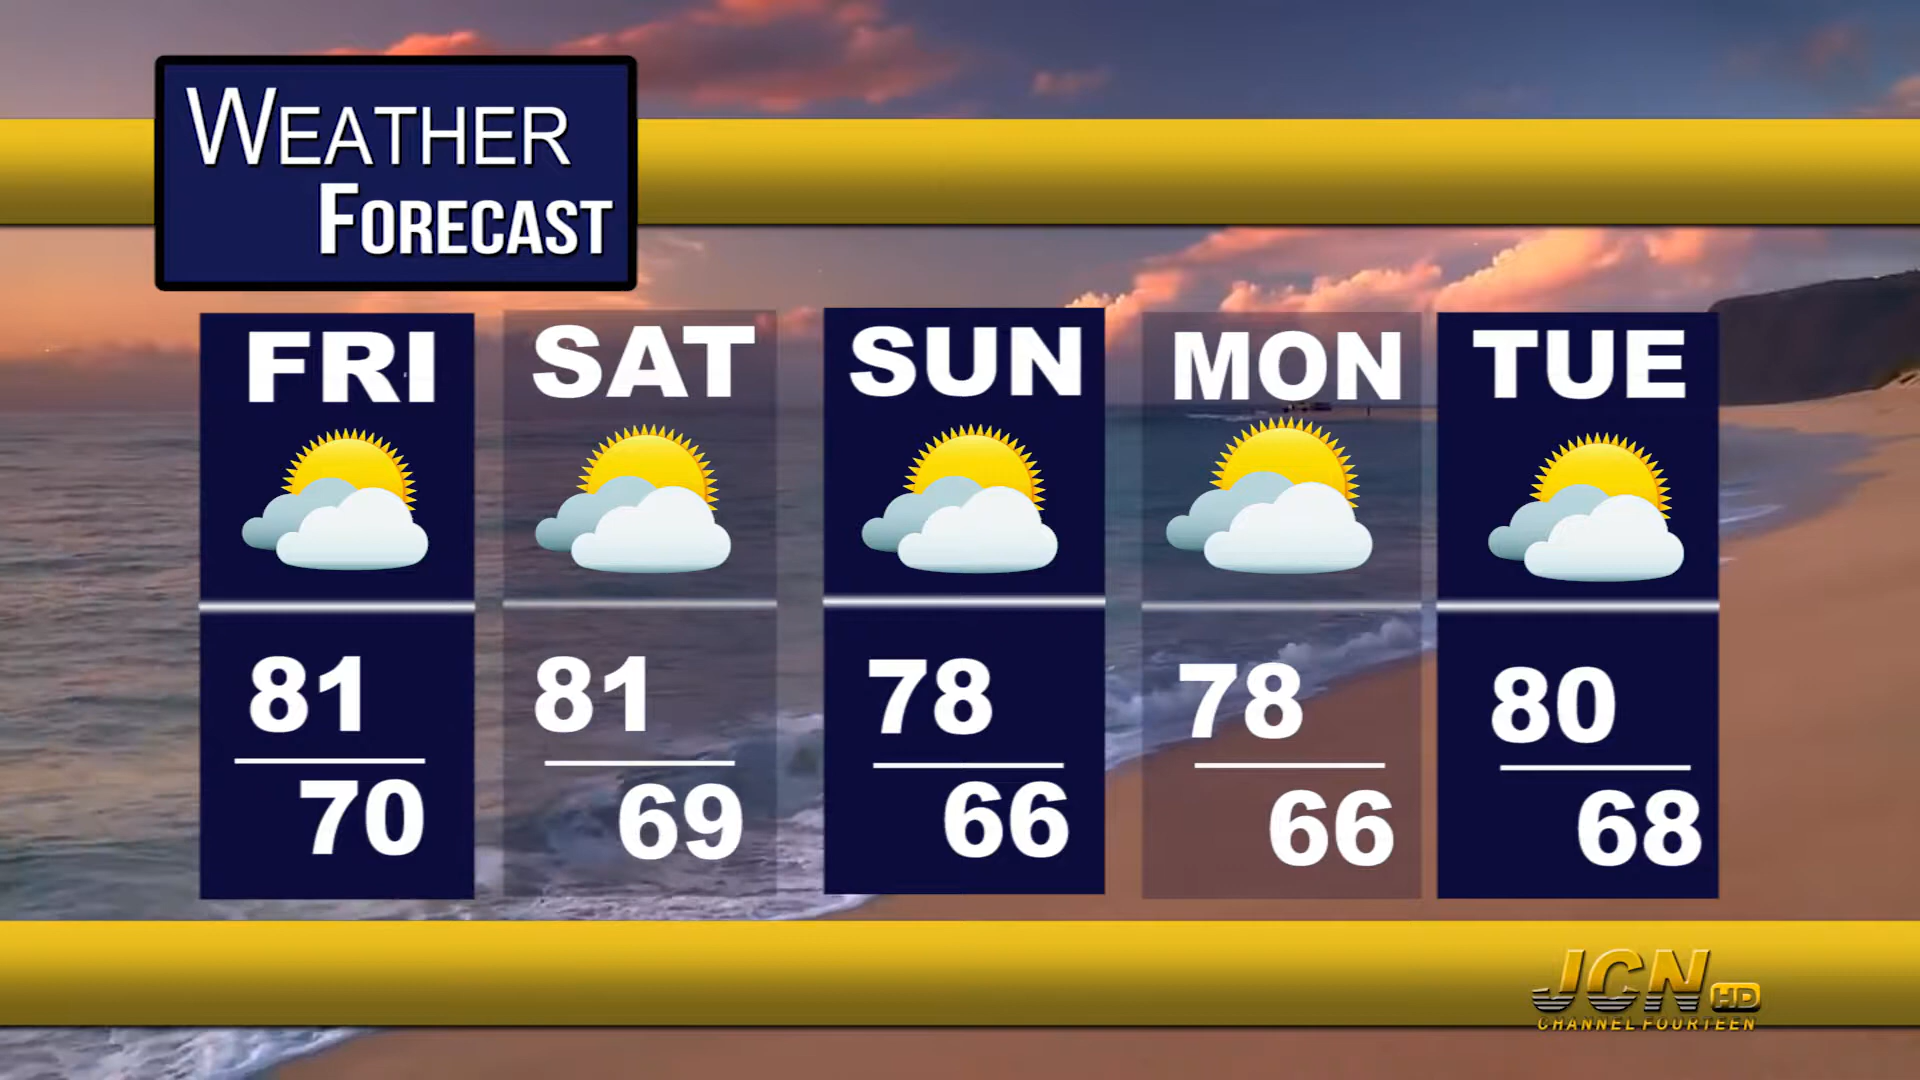 WEATHER
FORECAST
FRI SAT SUN MON TUE
81 81 78 78 80
70 69 66 66 68
JCN HD
CHANNEL FOURTEEN